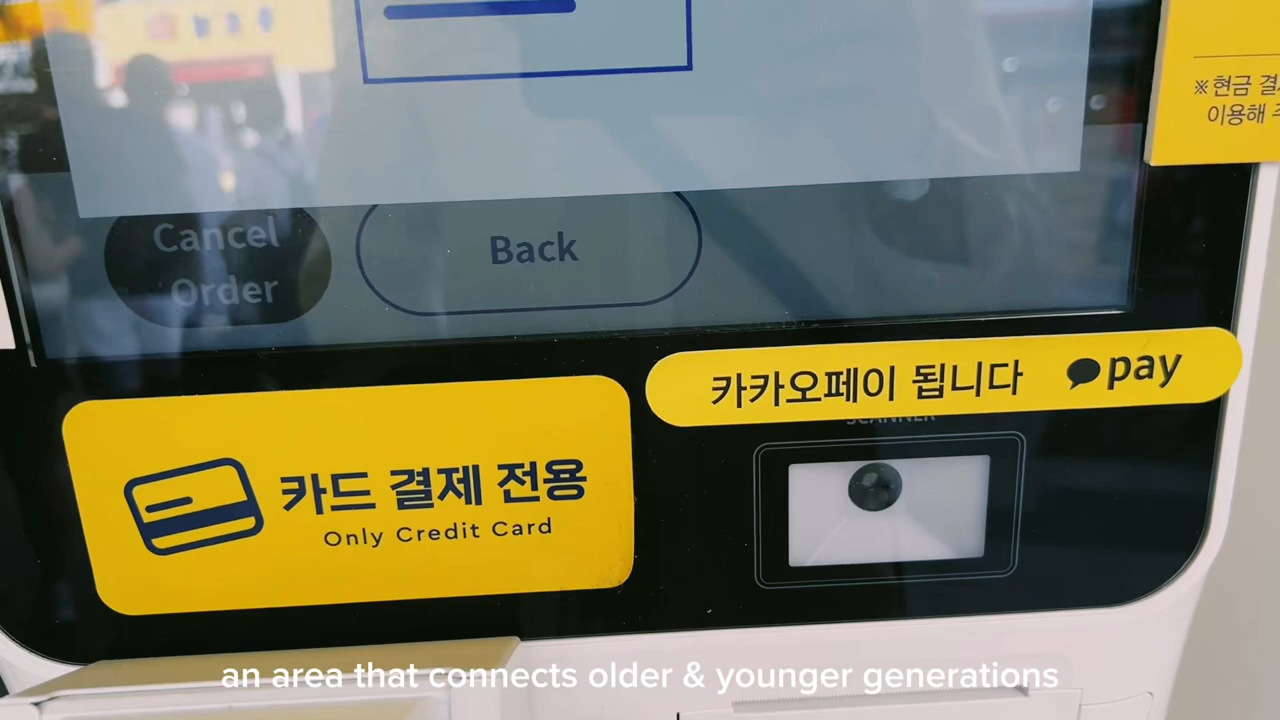 ※현금 결
이용해
Cancel
Order
Back
카카오페이 됩니다 pay
SCANNER
카드 결제 전용
Only Credit Card
an area that connects older & younger generations